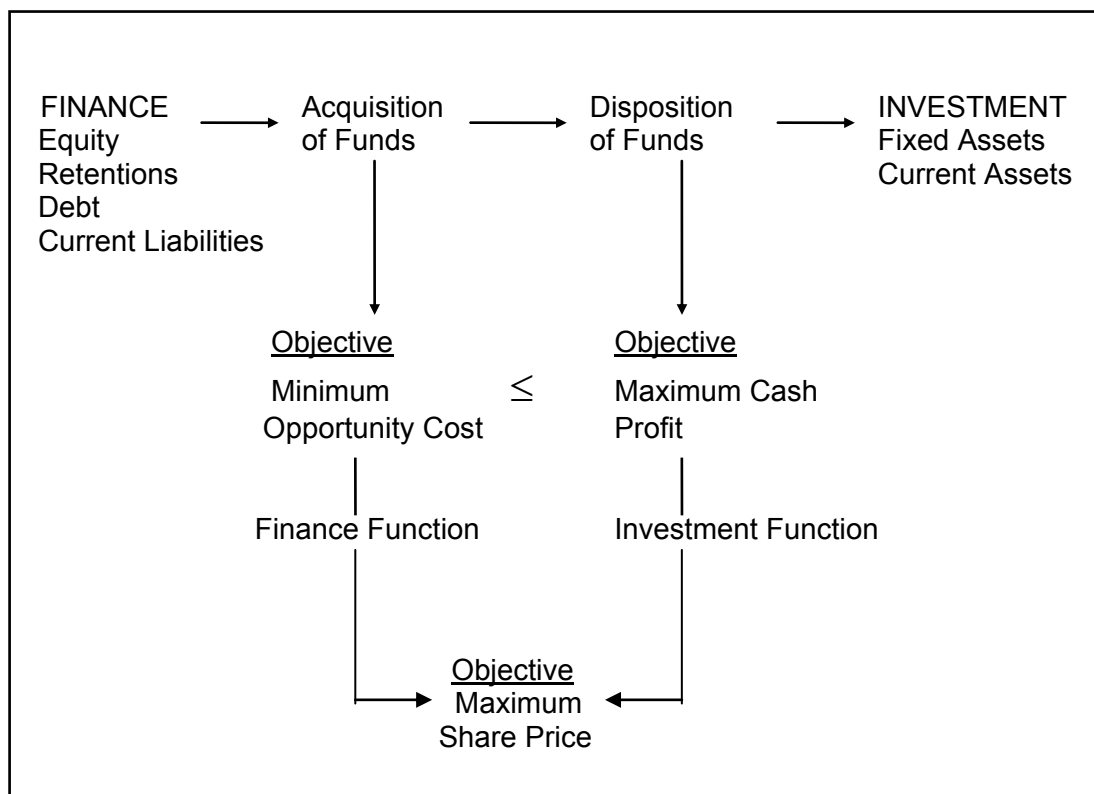 FINANCE
Equity
Retentions
Debt
Current Liabilities
Acquisition
of Funds
Disposition
of Funds
INVESTMENT
Fixed Assets
Current Assets
Objective
Minimum
Opportunity Cost
≤
Objective
Maximum Cash
Profit
Finance Function
Investment Function
Objective
Maximum
Share Price